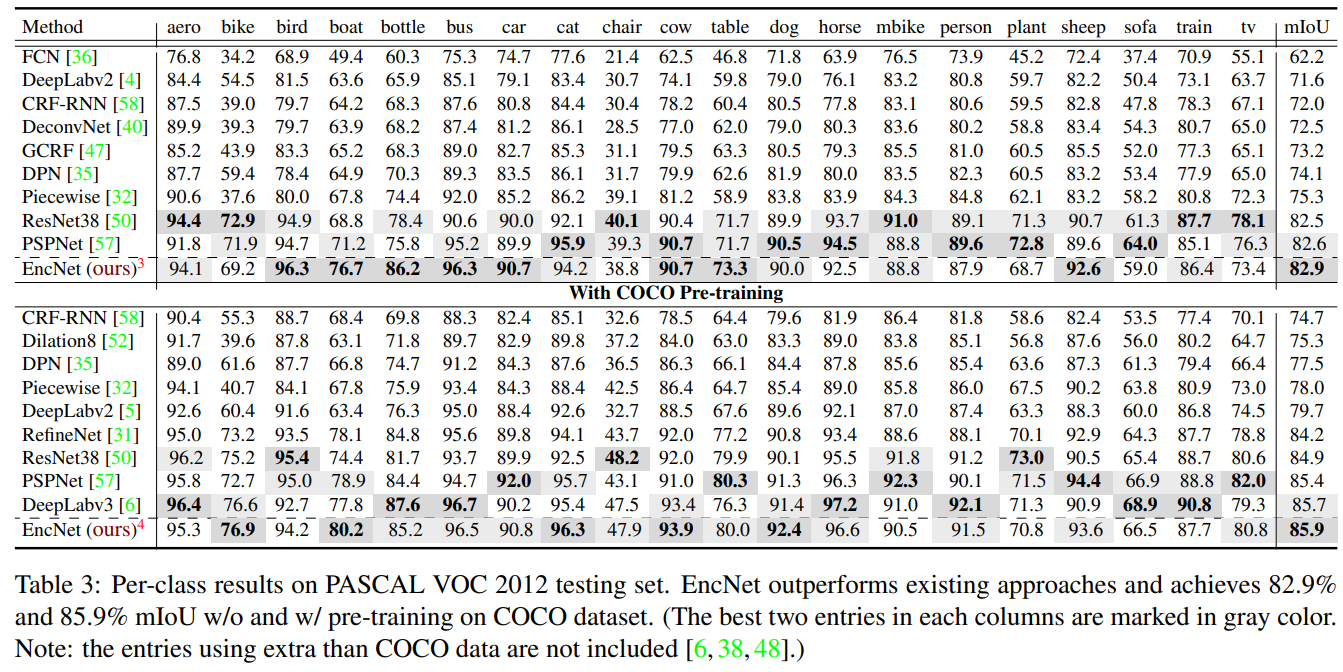 Method aero bike bird boat bottle bus car cat chair cow table dog horse mbike person plant sheep sofa train tv mIoU
FCN [36] 76.8 34.2 68.9 49.4 60.3 75.3 74.7 77.6 21.4 62.5 46.8 71.8 63.9 76.5 73.9 45.2 72.4 37.4 70.9 55.1 62.2
DeepLabv2 [4] 84.4 54.5 81.5 63.6 65.9 85.1 79.1 83.4 30.7 74.1 59.8 79.0 76.1 83.2 80.8 59.7 82.2 50.4 73.1 63.7 71.6
CRF-RNN [58] 87.5 39.0 79.7 64.2 68.3 87.6 80.8 84.4 30.4 78.2 60.4 80.5 77.8 83.1 80.6 59.5 82.8 47.8 78.3 67.1 72.0
DeconvNet [40] 89.9 39.3 79.7 63.9 68.2 87.4 81.2 86.1 28.5 77.0 62.0 79.0 80.3 83.6 80.2 58.8 83.4 54.3 80.7 65.0 72.5
GCRF [47] 85.2 43.9 83.3 65.2 68.3 89.0 82.7 85.3 31.1 79.5 63.3 80.5 79.3 85.5 81.0 60.5 85.5 52.0 77.3 65.1 73.2
DPN [35] 87.7 59.4 78.4 64.9 70.3 89.3 83.5 86.1 31.7 79.9 62.6 81.9 80.0 83.5 82.3 60.5 83.2 53.4 77.9 65.0 74.1
Piecewise [32] 90.6 37.6 80.0 67.8 74.4 92.0 85.2 86.2 39.1 81.2 58.9 83.8 83.9 84.3 84.8 62.1 83.2 58.2 80.8 72.3 75.3
ResNet38 [50] 94.4 72.9 94.9 68.8 78.4 90.6 90.0 92.1 40.1 90.4 71.7 89.9 93.7 91.0 89.1 71.3 90.7 61.3 87.7 78.1 82.5
PSPNet [57] 91.8 71.9 94.7 71.2 75.8 95.2 89.9 95.9 39.3 90.7 71.7 90.5 94.5 88.8 89.6 72.8 89.6 64.0 85.1 76.3 82.6
EncNet (ours)3 94.1 69.2 96.3 76.7 86.2 96.3 90.7 94.2 38.8 90.7 73.3 90.0 92.5 88.8 87.9 68.7 92.6 59.0 86.4 73.4 82.9
With COCO Pre-training
CRF-RNN [58] 90.4 55.3 88.7 68.4 69.8 88.3 82.4 85.1 32.6 78.5 64.4 79.6 81.9 86.4 81.8 58.6 82.4 53.5 77.4 70.1 74.7
Dilation8 [52] 91.7 39.6 87.8 63.1 71.8 89.7 82.9 89.8 37.2 84.0 63.0 83.3 89.0 83.8 85.1 56.8 87.6 56.0 80.2 64.7 75.3
DPN [35] 89.0 61.6 87.7 66.8 74.7 91.2 84.3 87.6 36.5 86.3 66.1 84.4 87.8 85.6 85.4 63.6 87.3 61.3 79.4 66.4 77.5
Piecewise [32] 94.1 40.7 84.1 67.8 75.9 93.4 84.3 88.4 42.5 86.4 64.7 85.4 89.0 85.8 86.0 67.5 90.2 63.8 80.9 73.0 78.0
DeepLabv2 [5] 92.6 60.4 91.6 63.4 76.3 95.0 88.4 92.6 32.7 88.5 67.6 89.6 92.1 87.0 87.4 63.3 88.3 60.0 86.8 74.5 79.7
RefineNet [31] 95.0 73.2 93.5 78.1 84.8 95.6 89.8 94.1 43.7 92.0 77.2 90.8 93.4 88.6 88.1 70.1 92.9 64.3 87.7 78.8 84.2
ResNet38 [50] 96.2 75.2 95.4 74.4 81.7 93.7 89.9 92.5 48.2 92.0 79.9 90.1 95.5 91.8 91.2 73.0 90.5 65.4 88.7 80.6 84.9
PSPNet [57] 95.8 72.7 95.0 78.9 84.4 94.7 92.0 95.7 43.1 91.0 80.3 91.3 96.3 92.3 90.1 71.5 94.4 66.9 88.8 82.0 85.4
DeepLabv3 [6] 96.4 76.6 92.7 77.8 87.6 96.7 90.2 95.4 47.5 93.4 76.3 91.4 97.2 91.0 92.1 71.3 90.9 68.9 90.8 79.3 85.7
EncNet (ours)4 95.3 76.9 94.2 80.2 85.2 96.5 90.8 96.3 47.9 93.9 80.0 92.4 96.6 90.5 91.5 70.8 93.6 66.5 87.7 80.8 85.9
Table 3: Per-class results on PASCAL VOC 2012 testing set. EncNet outperforms existing approaches and achieves 82.9%
and 85.9% mIoU w/o and w/ pre-training on COCO dataset. (The best two entries in each columns are marked in gray color.
Note: the entries using extra than COCO data are not included [6, 38, 48].)